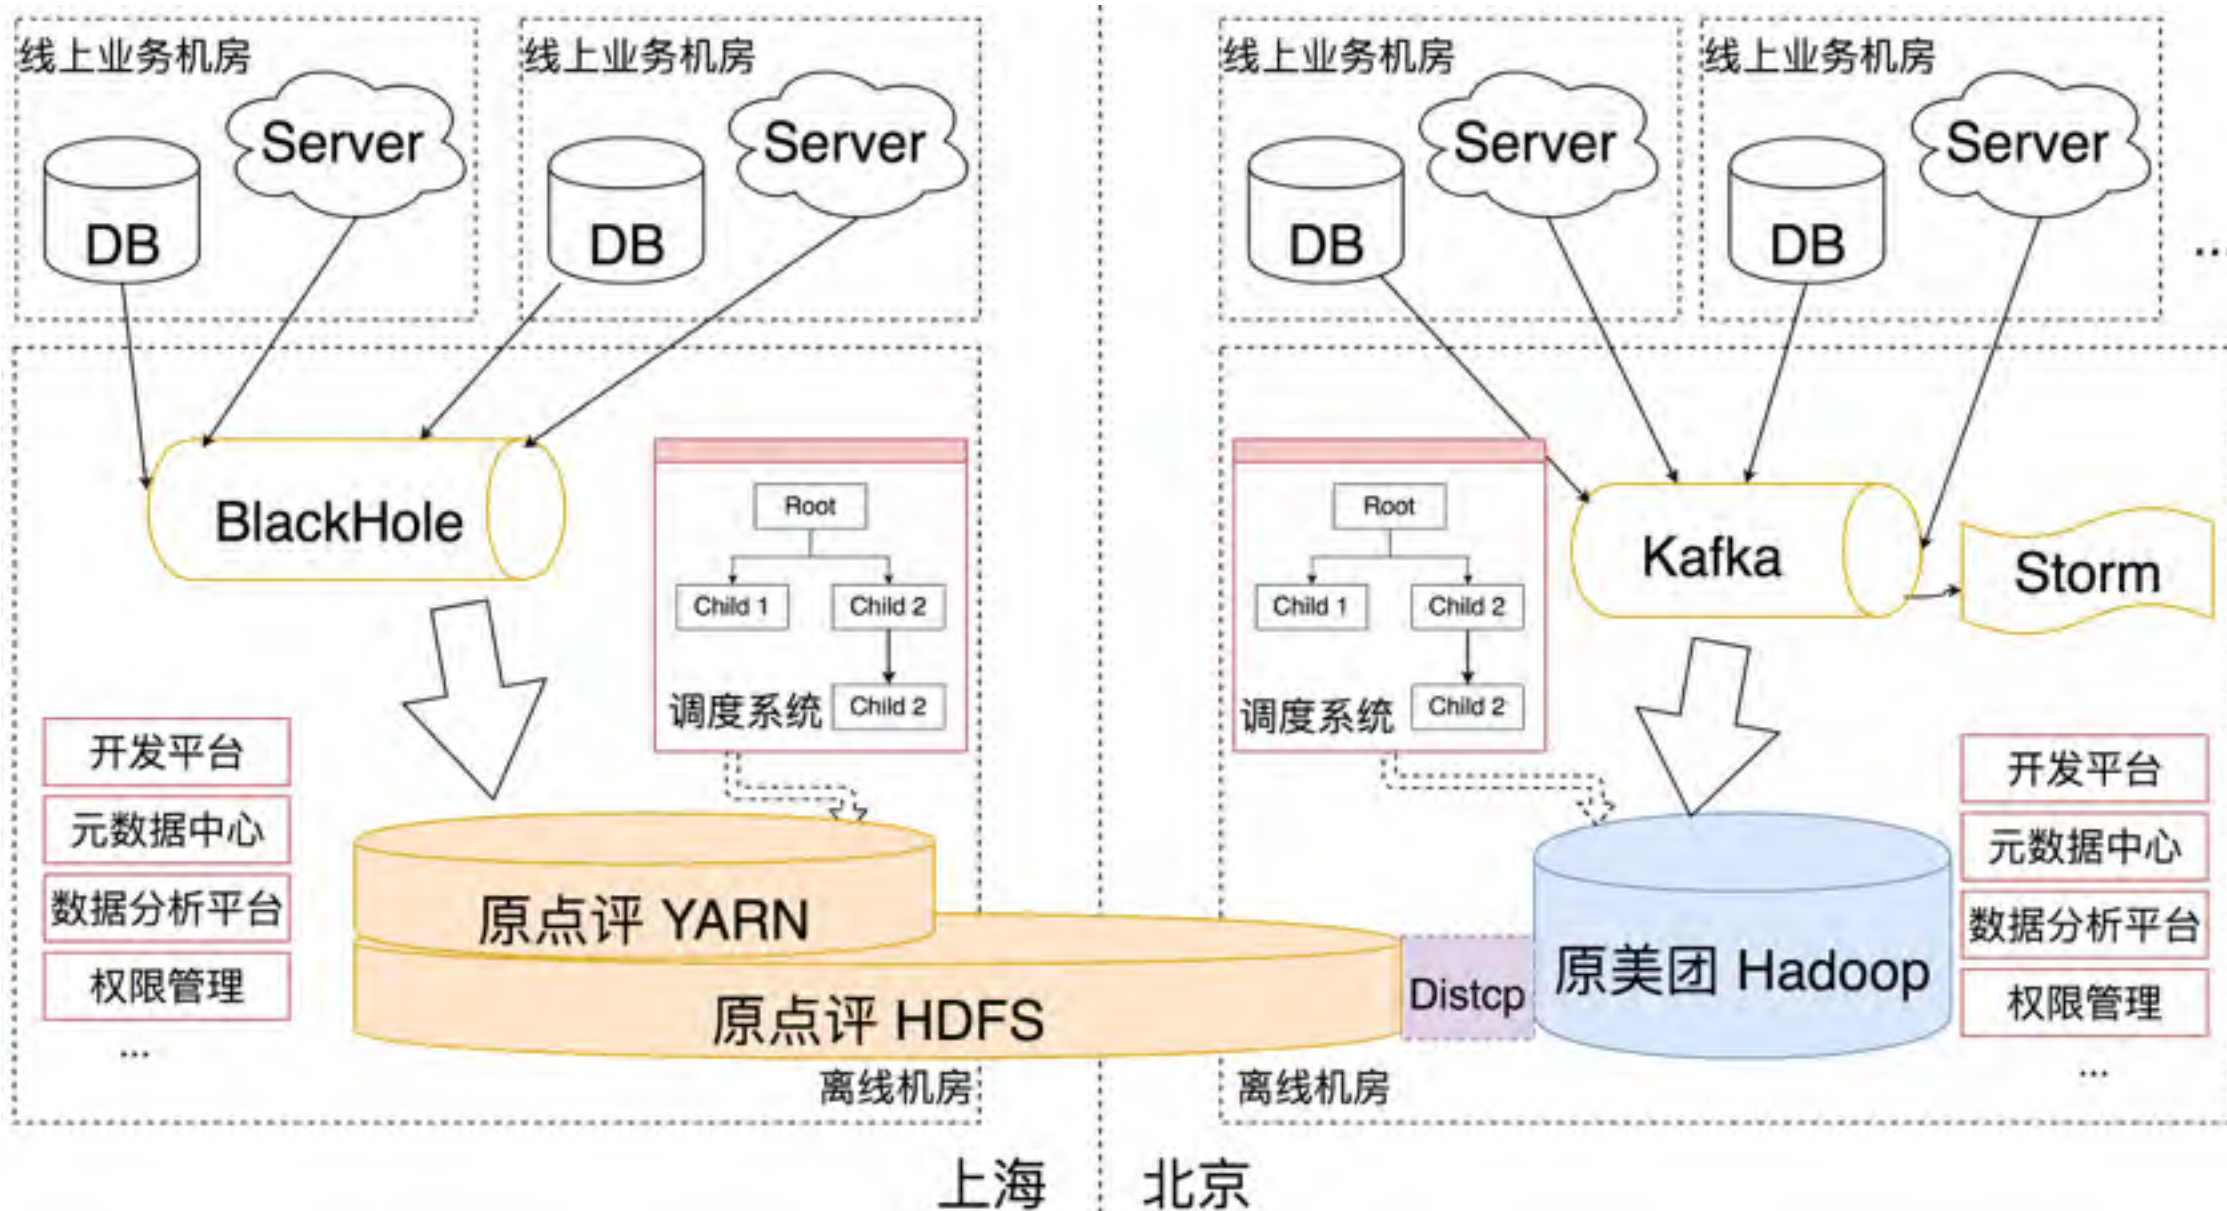 线上业务机房
Server
DB
线上业务机房
Server
DB
线上业务机房
Server
DB
线上业务机房
Server
DB
...
BlackHole
Root
Child 1
Child 2
Child 2
调度系统
开发平台
元数据中心
数据分析平台
权限管理
...
原点评 YARN
原点评 HDFS
离线机房
Root
Child 1
Child 2
Child 2
调度系统
Kafka
Storm
Distcp
原美团 Hadoop
开发平台
元数据中心
数据分析平台
权限管理
...
离线机房
上海
北京